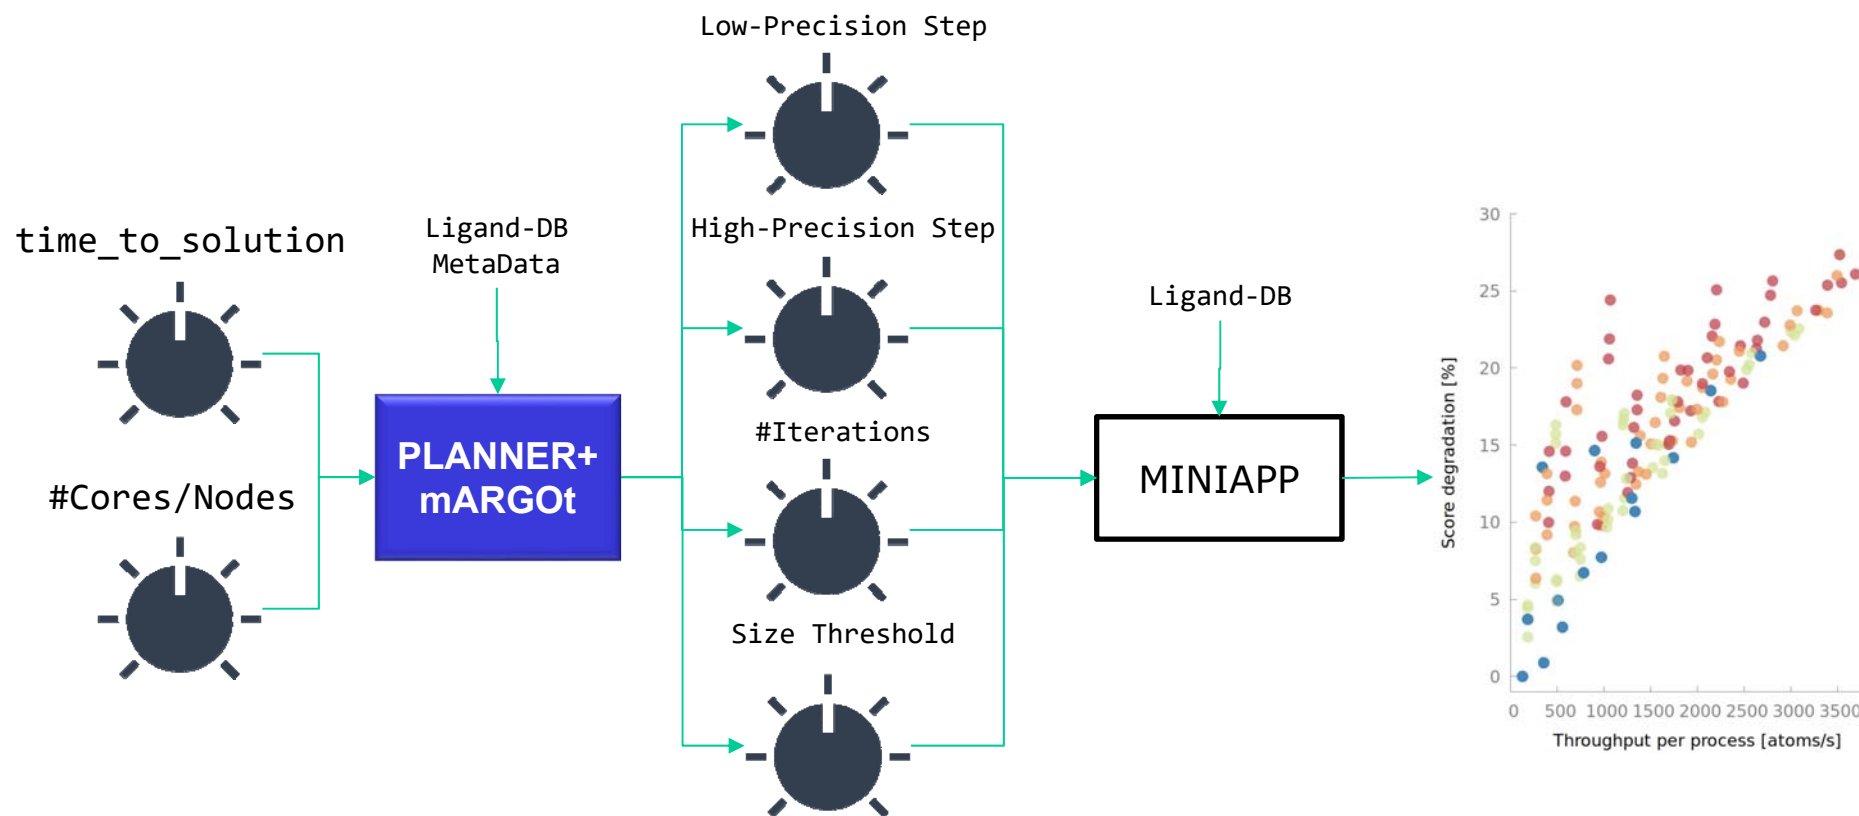 Low-Precision Step
time_to_solution
Ligand-DB
MetaData
High-Precision Step
Ligand-DB
#Cores/Nodes
PLANNER+
mARGOt
#Iterations
MINIAPP
Size Threshold
Score degradation [%]
30
25
20
15
10
5
0
0 500 1000 1500 2000 2500 3000 3500
Throughput per process [atoms/s]